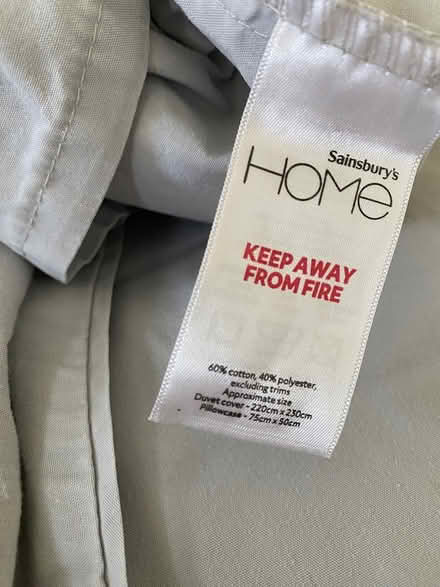 Sainsbury's
HOMe
KEEP AWAY
FROM FIRE
60% cotton, 40% polyester,
excluding trims
Approximate size
Duvet cover - 220cm x 230cm
Pillowcase - 75cm x 50cm